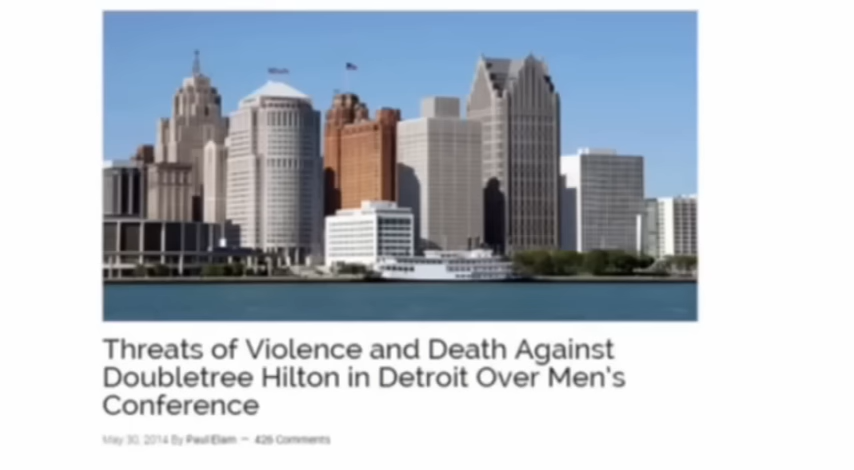 Threats of Violence and Death Against
Doubletree Hilton in Detroit Over Men's
Conference
May 30, 2014 By Paul Elam — 426 Comments